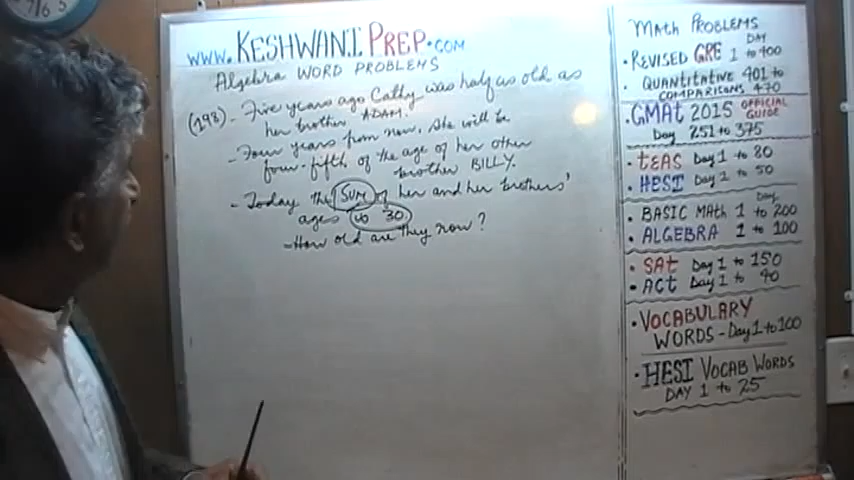 www.KESHWANI PREP.COM
Algebra WORD PROBLEMS
(198) - Five years ago Cathy was half as old as
her brother ADAM.
- Four years from now, she will be
four-fifth of the age of her other
brother BILLY.
- Today the SUM of her and her brothers'
ages is 30
- How old are they now?
Math PROBLEMS
• REVISED GRE DAY 1 to 400
• QUANTITATIVE 401 to
COMPARISONS 470
• GMAT 2015 OFFICIAL GUIDE
Day 251 to 375
• TEAS Day 1 to 80
• HESI Day 1 to 50
Day
• BASIC MAth 1 to 200
• ALGEBRA 1 to 100
• SAt Day 1 to 150
• ACt Day 1 to 40
• VOCABULARY
WORDS - Day 1 to 100
• HESI VOCAB WORDS
DAY 1 to 25